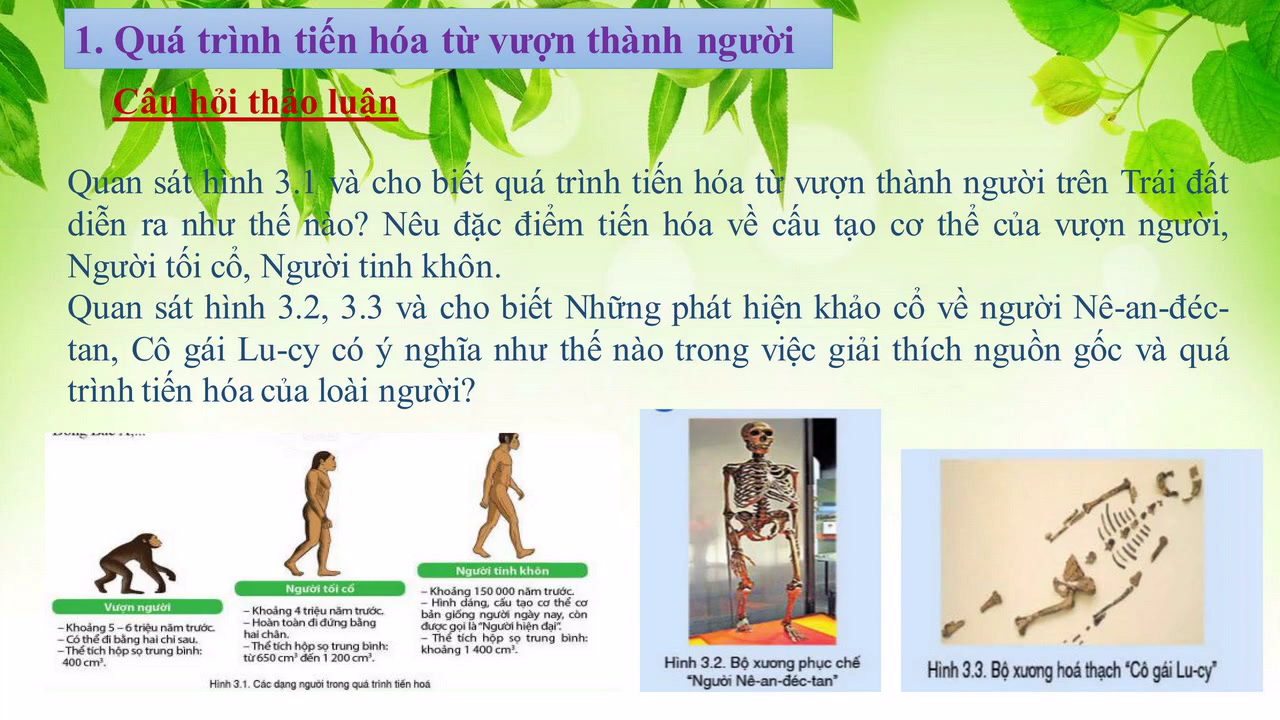 1. Quá trình tiến hóa từ vượn thành người
Câu hỏi thảo luận
Quan sát hình 3.1 và cho biết quá trình tiến hóa từ vượn thành người trên Trái đất
diễn ra như thế nào? Nêu đặc điểm tiến hóa về cấu tạo cơ thể của vượn người,
Người tối cổ, Người tinh khôn.
Quan sát hình 3.2, 3.3 và cho biết Những phát hiện khảo cổ về người Nê-an-đéc-
tan, Cô gái Lu-cy có ý nghĩa như thế nào trong việc giải thích nguồn gốc và quá
trình tiến hóa của loài người?
Vượn người
– Khoảng 5 – 6 triệu năm trước.
– Có thể đi bằng hai chi sau.
– Thể tích hộp sọ trung bình:
400 cm³.
Người tối cổ
– Khoảng 4 triệu năm trước.
– Hoàn toàn đi đứng bằng
hai chân.
– Thể tích hộp sọ trung bình:
từ 650 cm³ đến 1 200 cm³.
Người tinh khôn
– Khoảng 150 000 năm trước.
– Hình dáng, cấu tạo cơ thể cơ
bản giống người ngày nay, còn
được gọi là "Người hiện đại".
– Thể tích hộp sọ trung bình:
khoảng 1 400 cm³.
Hình 3.1. Các dạng người trong quá trình tiến hoá
Hình 3.2. Bộ xương phục chế
"Người Nê-an-đéc-tan"
Hình 3.3. Bộ xương hoá thạch "Cô gái Lu-cy"